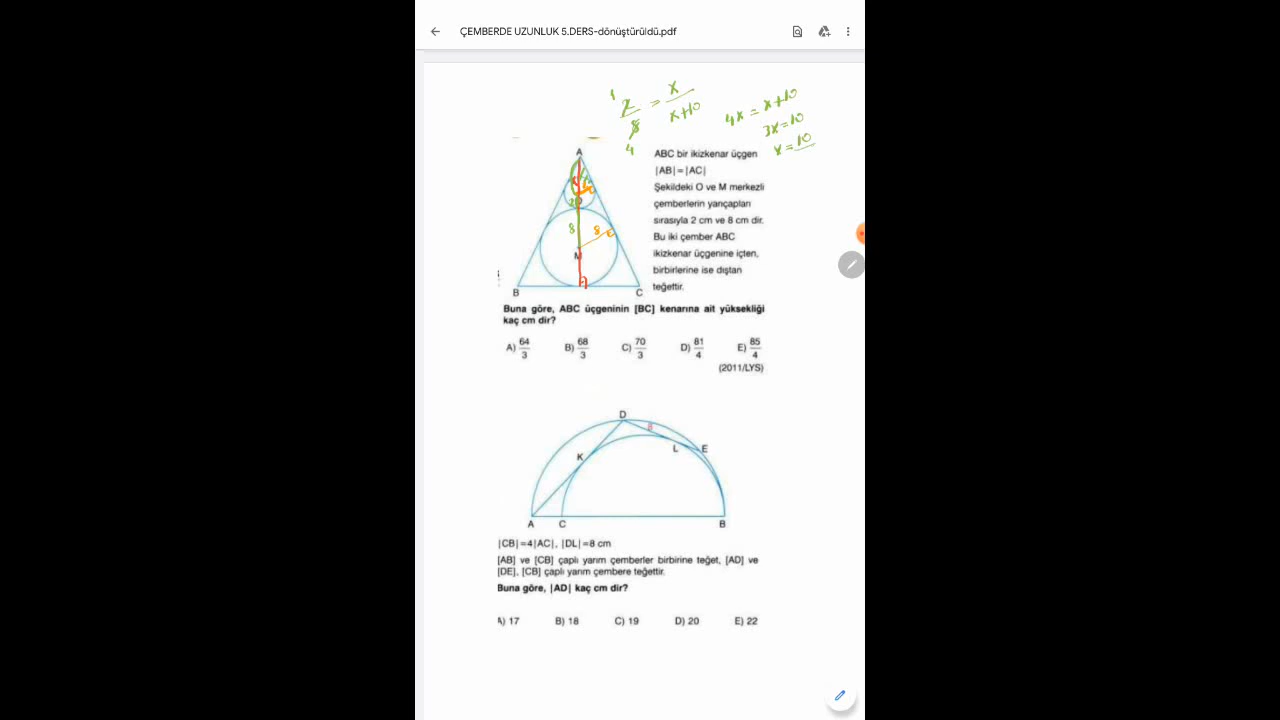 ÇEMBERDE UZUNLUK 5.DERS-dönüştürüldü.pdf
1
2/8 = x/x+10
4
4x = x+10
3x=10
x=10
A
ABC bir ikizkenar üçgen
|AB|=|AC|
Şekildeki O ve M merkezli
çemberlerin yarıçapları
sırasıyla 2 cm ve 8 cm dir.
Bu iki çember ABC
ikizkenar üçgenine içten,
birbirlerine ise dıştan
teğettir.
8
8
M
B
C
Buna göre, ABC üçgeninin [BC] kenarına ait yüksekliği
kaç cm dir?
A) 64/3 B) 68/3 C) 70/3 D) 81/4 E) 85/4
(2011/LYS)
D
8
K
L
E
A
C
B
|CB|=4|AC|, |DL|=8 cm
[AB] ve [CB] çaplı yarım çemberler birbirine teğet, [AD] ve
[DE], [CB] çaplı yarım çembere teğettir.
Buna göre, |AD| kaç cm dir?
A) 17 B) 18 C) 19 D) 20 E) 22